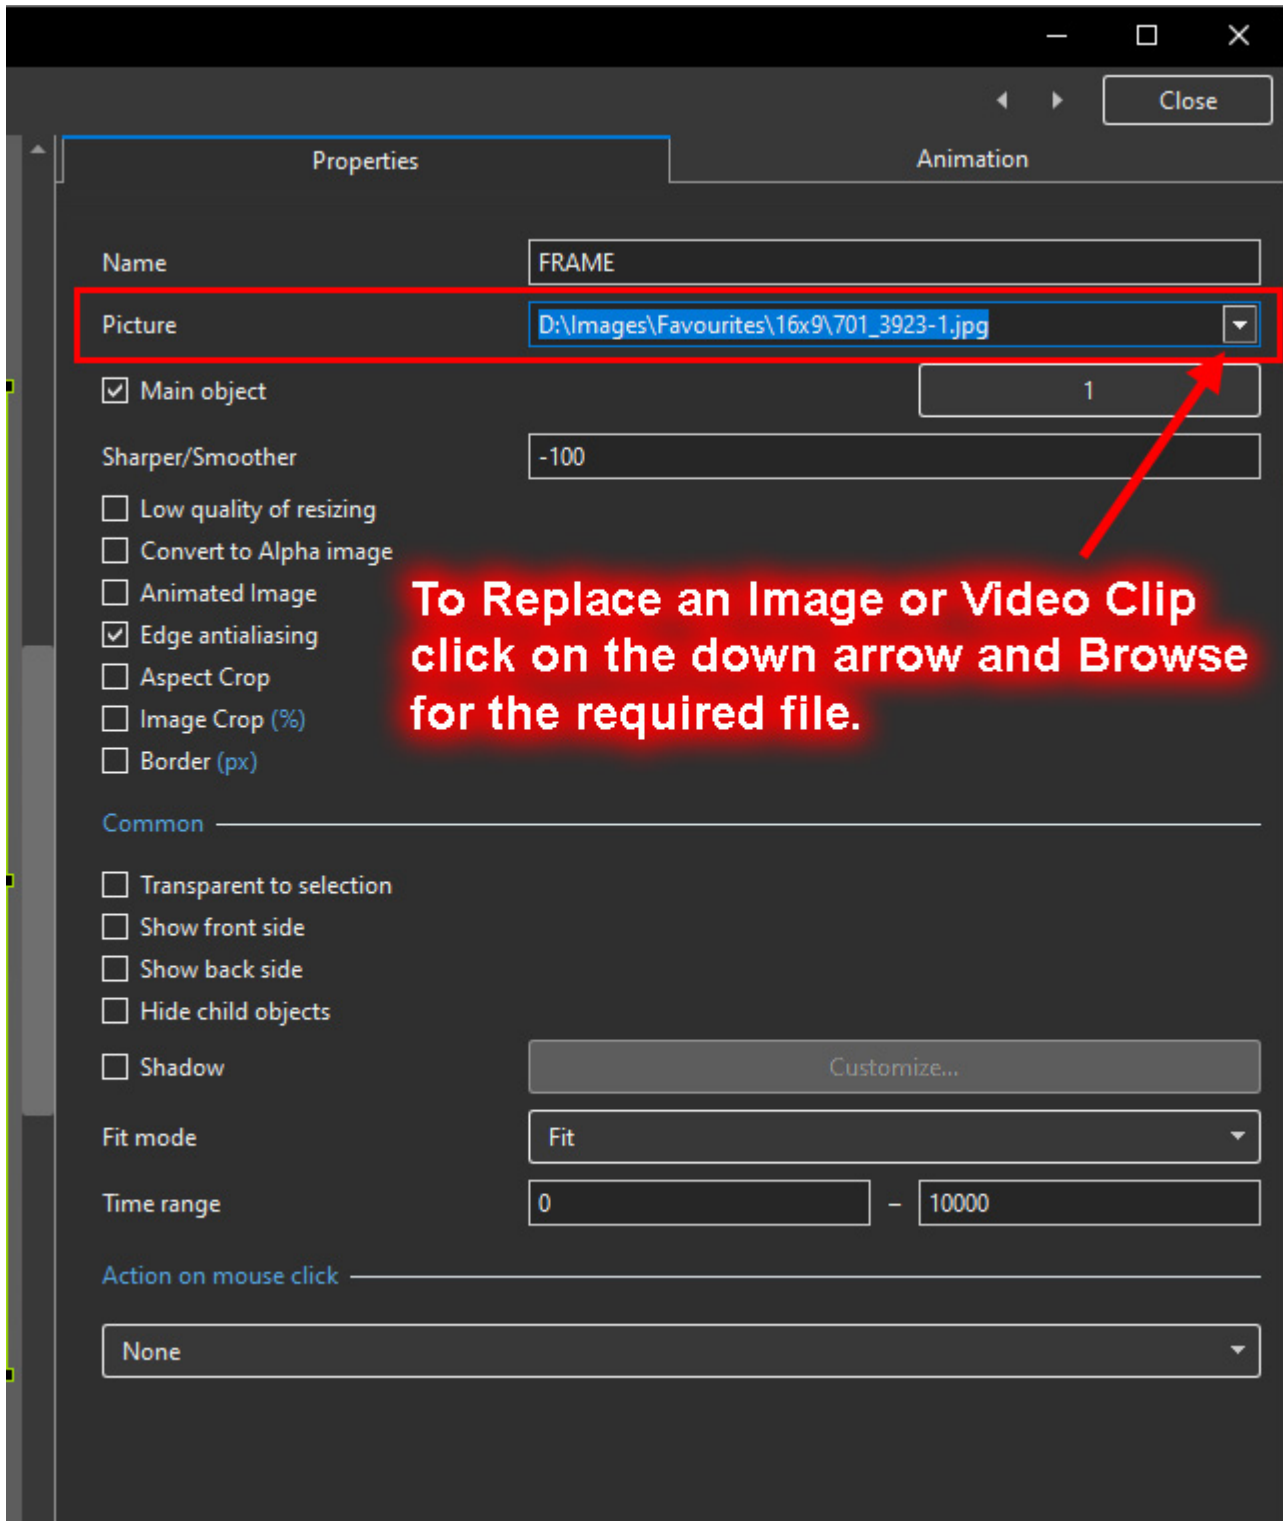 Close
Properties
Animation
Name
FRAME
Picture
D:\Images\Favourites\16x9\701_3923-1.jpg
Main object
1
Sharper/Smoother
-100
Low quality of resizing
Convert to Alpha image
Animated Image
Edge antialiasing
Aspect Crop
Image Crop (%)
Border (px)
To Replace an Image or Video Clip
click on the down arrow and Browse
for the required file.
Common
Transparent to selection
Show front side
Show back side
Hide child objects
Shadow
Customize...
Fit mode
Fit
Time range
0
–
10000
Action on mouse click
None